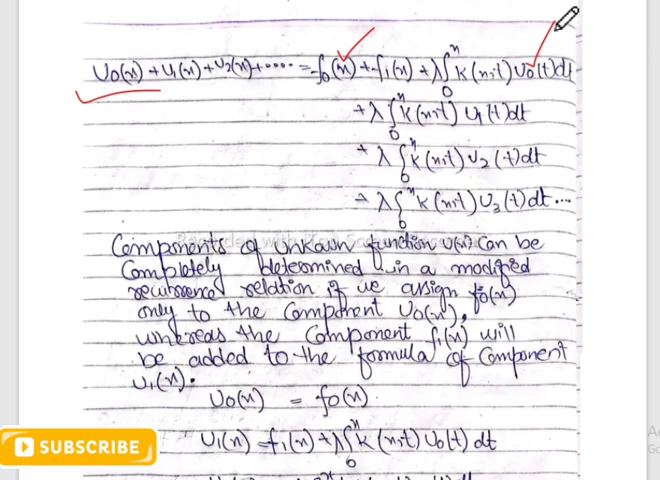 U0(x) + U1(x) + U2(x) + .... = f0(x) + f1(x) + λ∫₀ˣ K(x,t) U0(t)dt
+ λ∫₀ˣ K(x,t) U1(t)dt
+ λ∫₀ˣ K(x,t) U2(t)dt
+ λ∫₀ˣ K(x,t) U3(t)dt ...
Components of Unkown function U(x) Can be
Completely determined in a modified
recurrence relation if we assign f0(x)
only to the Component U0(x),
whereas the Component f1(x) will
be added to the formula of Component
U1(x).
U0(x) = f0(x)
U1(x) = f1(x) + λ∫₀ˣ K(x,t) U0(t) dt
SUBSCRIBE